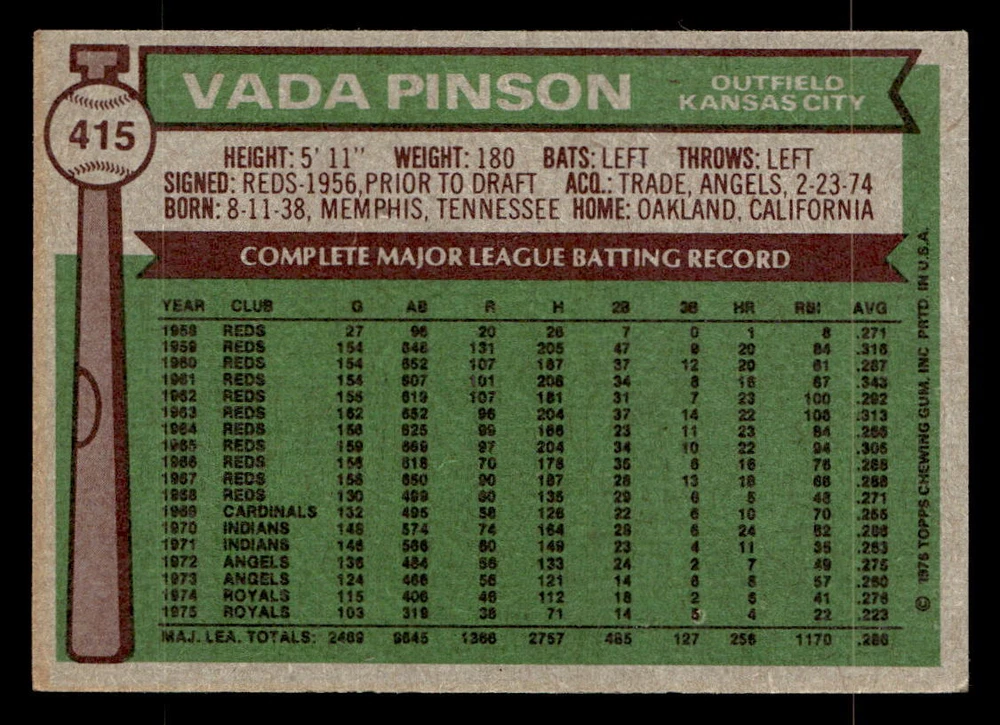 415
VADA PINSON
OUTFIELD
KANSAS CITY
HEIGHT: 5' 11" WEIGHT: 180 BATS: LEFT THROWS: LEFT
SIGNED: REDS-1956, PRIOR TO DRAFT ACQ.: TRADE, ANGELS, 2-23-74
BORN: 8-11-38, MEMPHIS, TENNESSEE HOME: OAKLAND, CALIFORNIA
COMPLETE MAJOR LEAGUE BATTING RECORD
YEAR CLUB G AB R H 2B 3B HR RBI AVG
1958 REDS 27 96 20 26 7 0 1 8 .271
1959 REDS 154 648 131 205 47 9 20 84 .316
1960 REDS 154 652 107 187 37 12 20 61 .287
1961 REDS 154 607 101 208 34 8 16 87 .343
1962 REDS 155 619 107 181 31 7 23 100 .292
1963 REDS 162 652 96 204 37 14 22 106 .313
1964 REDS 156 625 99 166 23 11 23 84 .266
1965 REDS 159 669 97 204 34 10 22 94 .305
1966 REDS 156 618 70 178 35 6 16 76 .288
1967 REDS 158 650 90 187 28 13 18 66 .288
1968 REDS 130 499 60 135 29 6 5 48 .271
1969 CARDINALS 132 495 58 126 22 6 10 70 .255
1970 INDIANS 148 574 74 164 28 6 24 82 .286
1971 INDIANS 146 566 60 149 23 4 11 35 .263
1972 ANGELS 136 484 56 133 24 2 7 49 .275
1973 ANGELS 124 466 56 121 14 6 8 57 .260
1974 ROYALS 115 406 46 112 18 2 6 41 .276
1975 ROYALS 103 319 38 71 14 5 4 22 .223
MAJ. LEA. TOTALS: 2469 9645 1366 2757 485 127 256 1170 .286
© 1976 TOPPS CHEWING GUM, INC PRTD IN U.S.A.